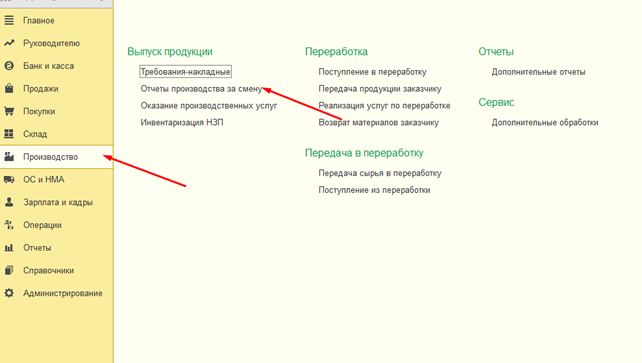 Главное
Руководителю
Банк и касса
Продажи
Покупки
Склад
Производство
ОС и НМА
Зарплата и кадры
Операции
Отчеты
Справочники
Администрирование
Выпуск продукции
Требования-накладные
Отчеты производства за смену
Оказание производственных услуг
Инвентаризация НЗП
Переработка
Поступление в переработку
Передача продукции заказчику
Реализация услуг по переработке
Возврат материалов заказчику
Передача в переработку
Передача сырья в переработку
Поступление из переработки
Отчеты
Дополнительные отчеты
Сервис
Дополнительные обработки